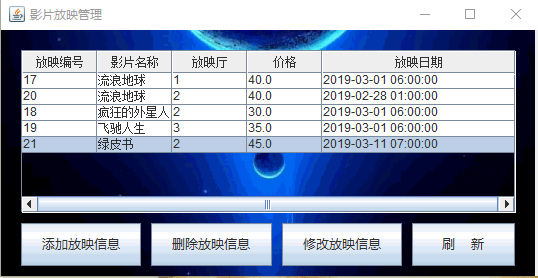 影片放映管理
放映编号 影片名称 放映厅 价格 放映日期
17 流浪地球 1 40.0 2019-03-01 06:00:00
20 流浪地球 2 40.0 2019-02-28 01:00:00
18 疯狂的外星人 2 30.0 2019-03-01 06:00:00
19 飞驰人生 3 35.0 2019-03-01 06:00:00
21 绿皮书 2 45.0 2019-03-11 07:00:00
添加放映信息 删除放映信息 修改放映信息 刷 新